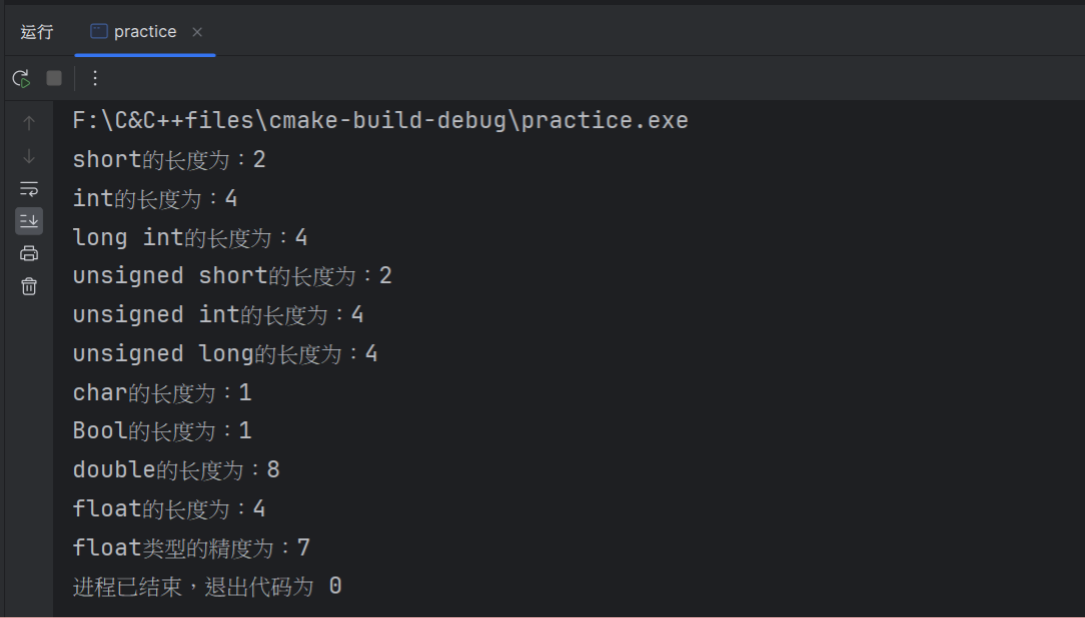 运行 practice
F:\C&C++files\cmake-build-debug\practice.exe
short的长度为：2
int的长度为：4
long int的长度为：4
unsigned short的长度为：2
unsigned int的长度为：4
unsigned long的长度为：4
char的长度为：1
Bool的长度为：1
double的长度为：8
float的长度为：4
float类型的精度为：7
进程已结束，退出代码为 0